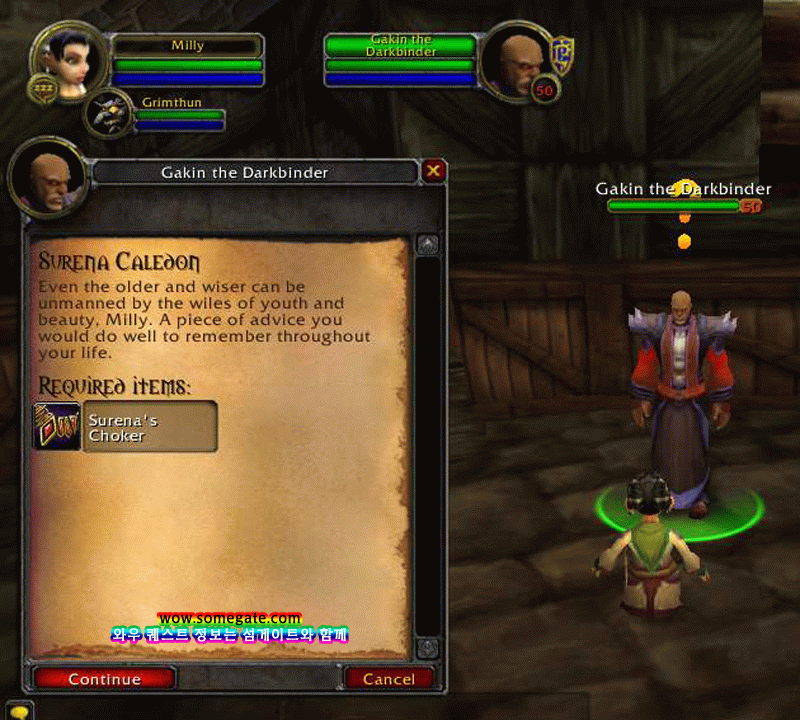 Milly
Gakin the
Darkbinder
zzz
50
Grimthun
Gakin the Darkbinder
Gakin the Darkbinder
50
Surena Caledon
Even the older and wiser can be
unmanned by the wiles of youth and
beauty, Milly. A piece of advice you
would do well to remember throughout
your life.
Required items:
Surena's
Choker
wow.somegate.com
와우 퀘스트 정보는 섬게이트와 함께
Continue
Cancel